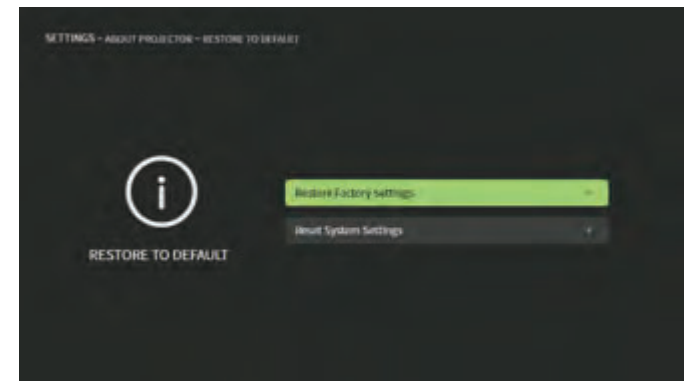 SETTINGS - ABOUT PROJECTOR - RESTORE TO DEFAULT
Restore Factory Settings
Reset System Settings
RESTORE TO DEFAULT